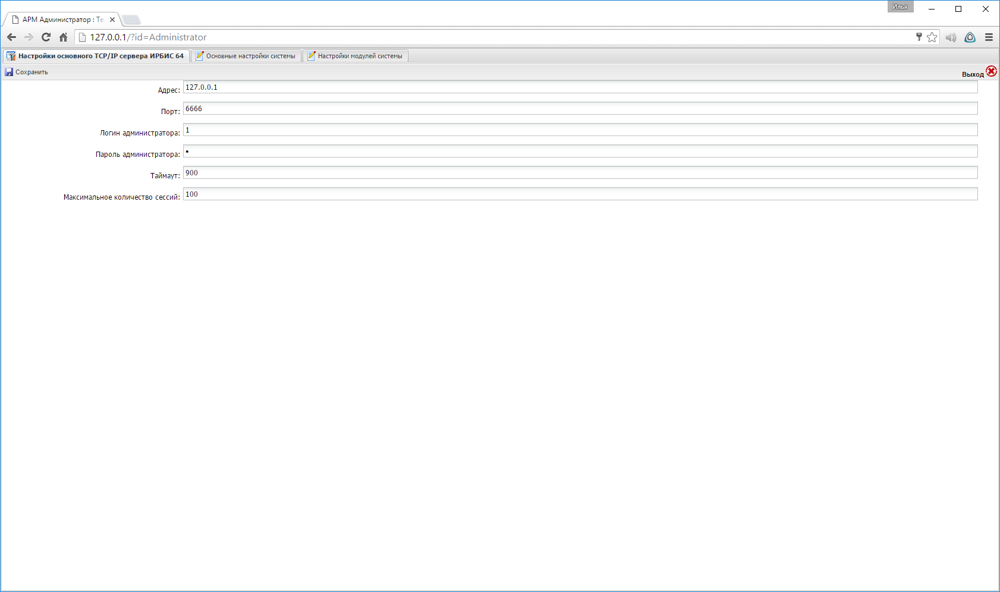 Илья
АРМ Администратор : Те
127.0.0.1/?id=Administrator
Настройки основного TCP/IP сервера ИРБИС 64
Основные настройки системы
Настройки модулей системы
Сохранить
Выход
Адрес: 127.0.0.1
Порт: 6666
Логин администратора: 1
Пароль администратора: •
Таймаут: 900
Максимальное количество сессий: 100